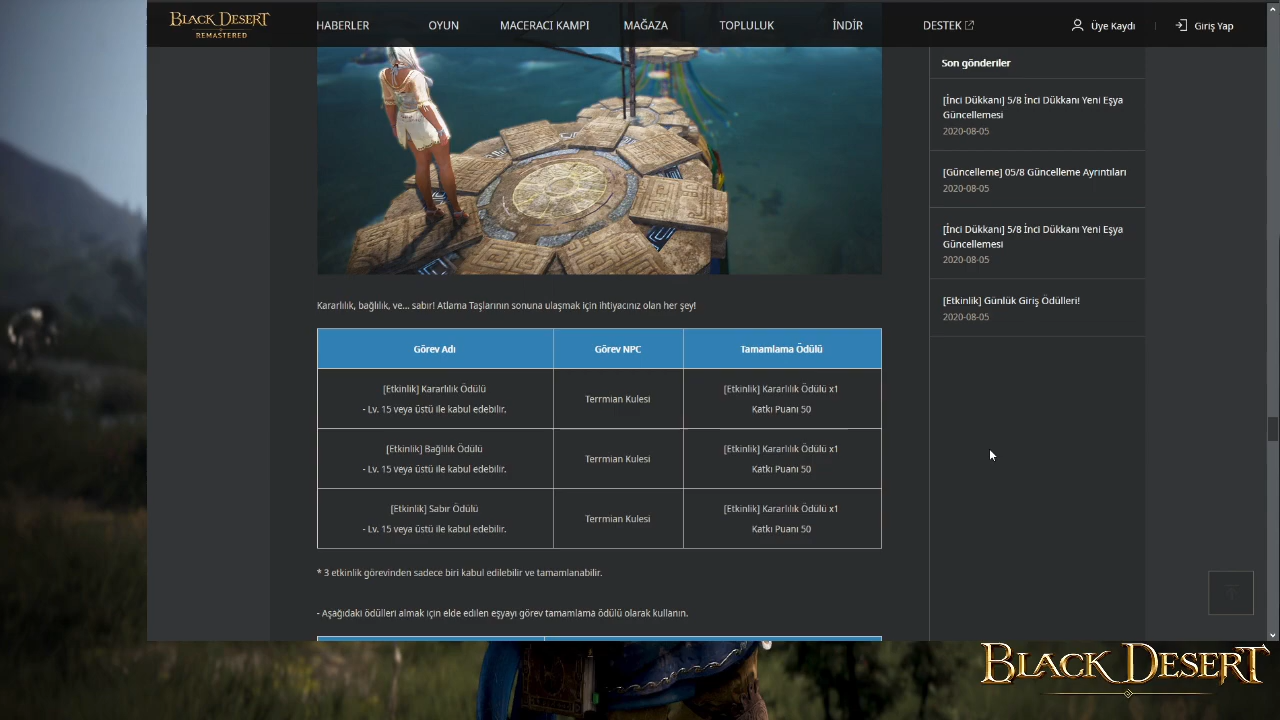 BLACK DESERT
REMASTERED
HABERLER
OYUN
MACERACI KAMPI
MAĞAZA
TOPLULUK
İNDİR
DESTEK
Üye Kaydı
Giriş Yap
Son gönderiler
[İnci Dükkanı] 5/8 İnci Dükkanı Yeni Eşya
Güncellemesi
2020-08-05
[Güncelleme] 05/8 Güncelleme Ayrıntıları
2020-08-05
[İnci Dükkanı] 5/8 İnci Dükkanı Yeni Eşya
Güncellemesi
2020-08-05
[Etkinlik] Günlük Giriş Ödülleri!
2020-08-05
Kararlılık, bağlılık, ve... sabır! Atlama Taşlarının sonuna ulaşmak için ihtiyacınız olan her şey!
Görev Adı
Görev NPC
Tamamlama Ödülü
[Etkinlik] Kararlılık Ödülü
- Lv. 15 veya üstü ile kabul edebilir.
Terrmian Kulesi
[Etkinlik] Kararlılık Ödülü x1
Katkı Puanı 50
[Etkinlik] Bağlılık Ödülü
- Lv. 15 veya üstü ile kabul edebilir.
Terrmian Kulesi
[Etkinlik] Kararlılık Ödülü x1
Katkı Puanı 50
[Etkinlik] Sabır Ödülü
- Lv. 15 veya üstü ile kabul edebilir.
Terrmian Kulesi
[Etkinlik] Kararlılık Ödülü x1
Katkı Puanı 50
* 3 etkinlik görevinden sadece biri kabul edilebilir ve tamamlanabilir.
- Aşağıdaki ödülleri almak için elde edilen eşyayı görev tamamlama ödülü olarak kullanın.
BLACK DESERT